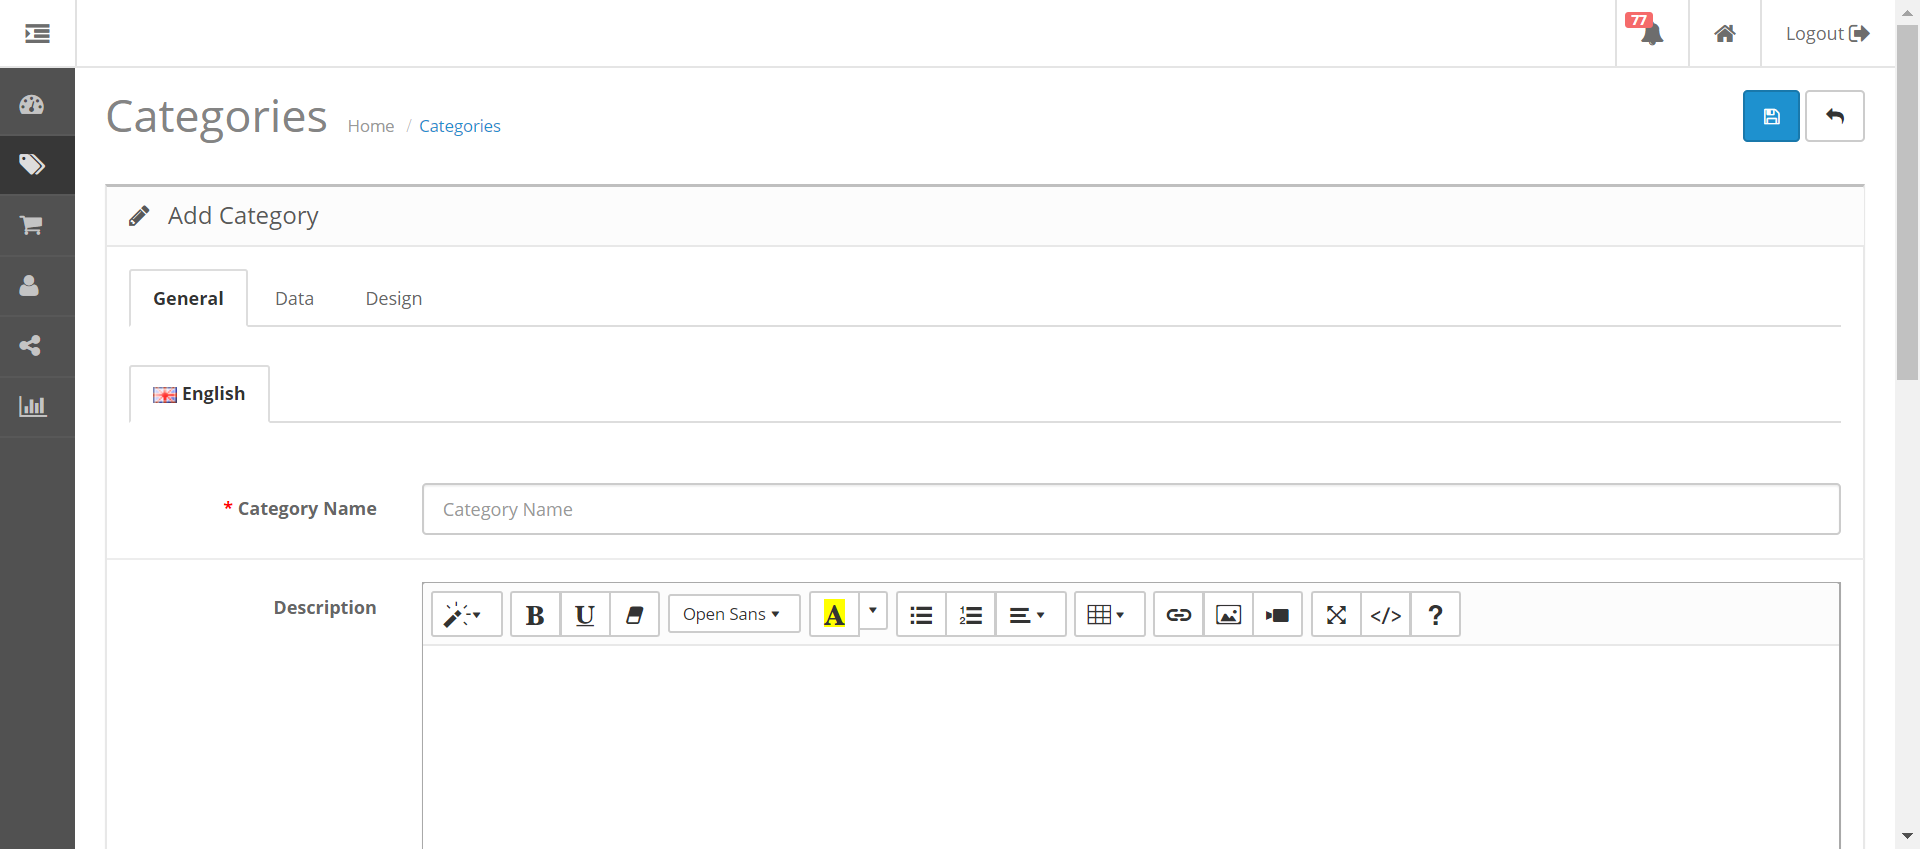 77
Logout
Categories
Home / Categories
Add Category
General Data Design
English
* Category Name
Category Name
Description
B U Open Sans A </> ?